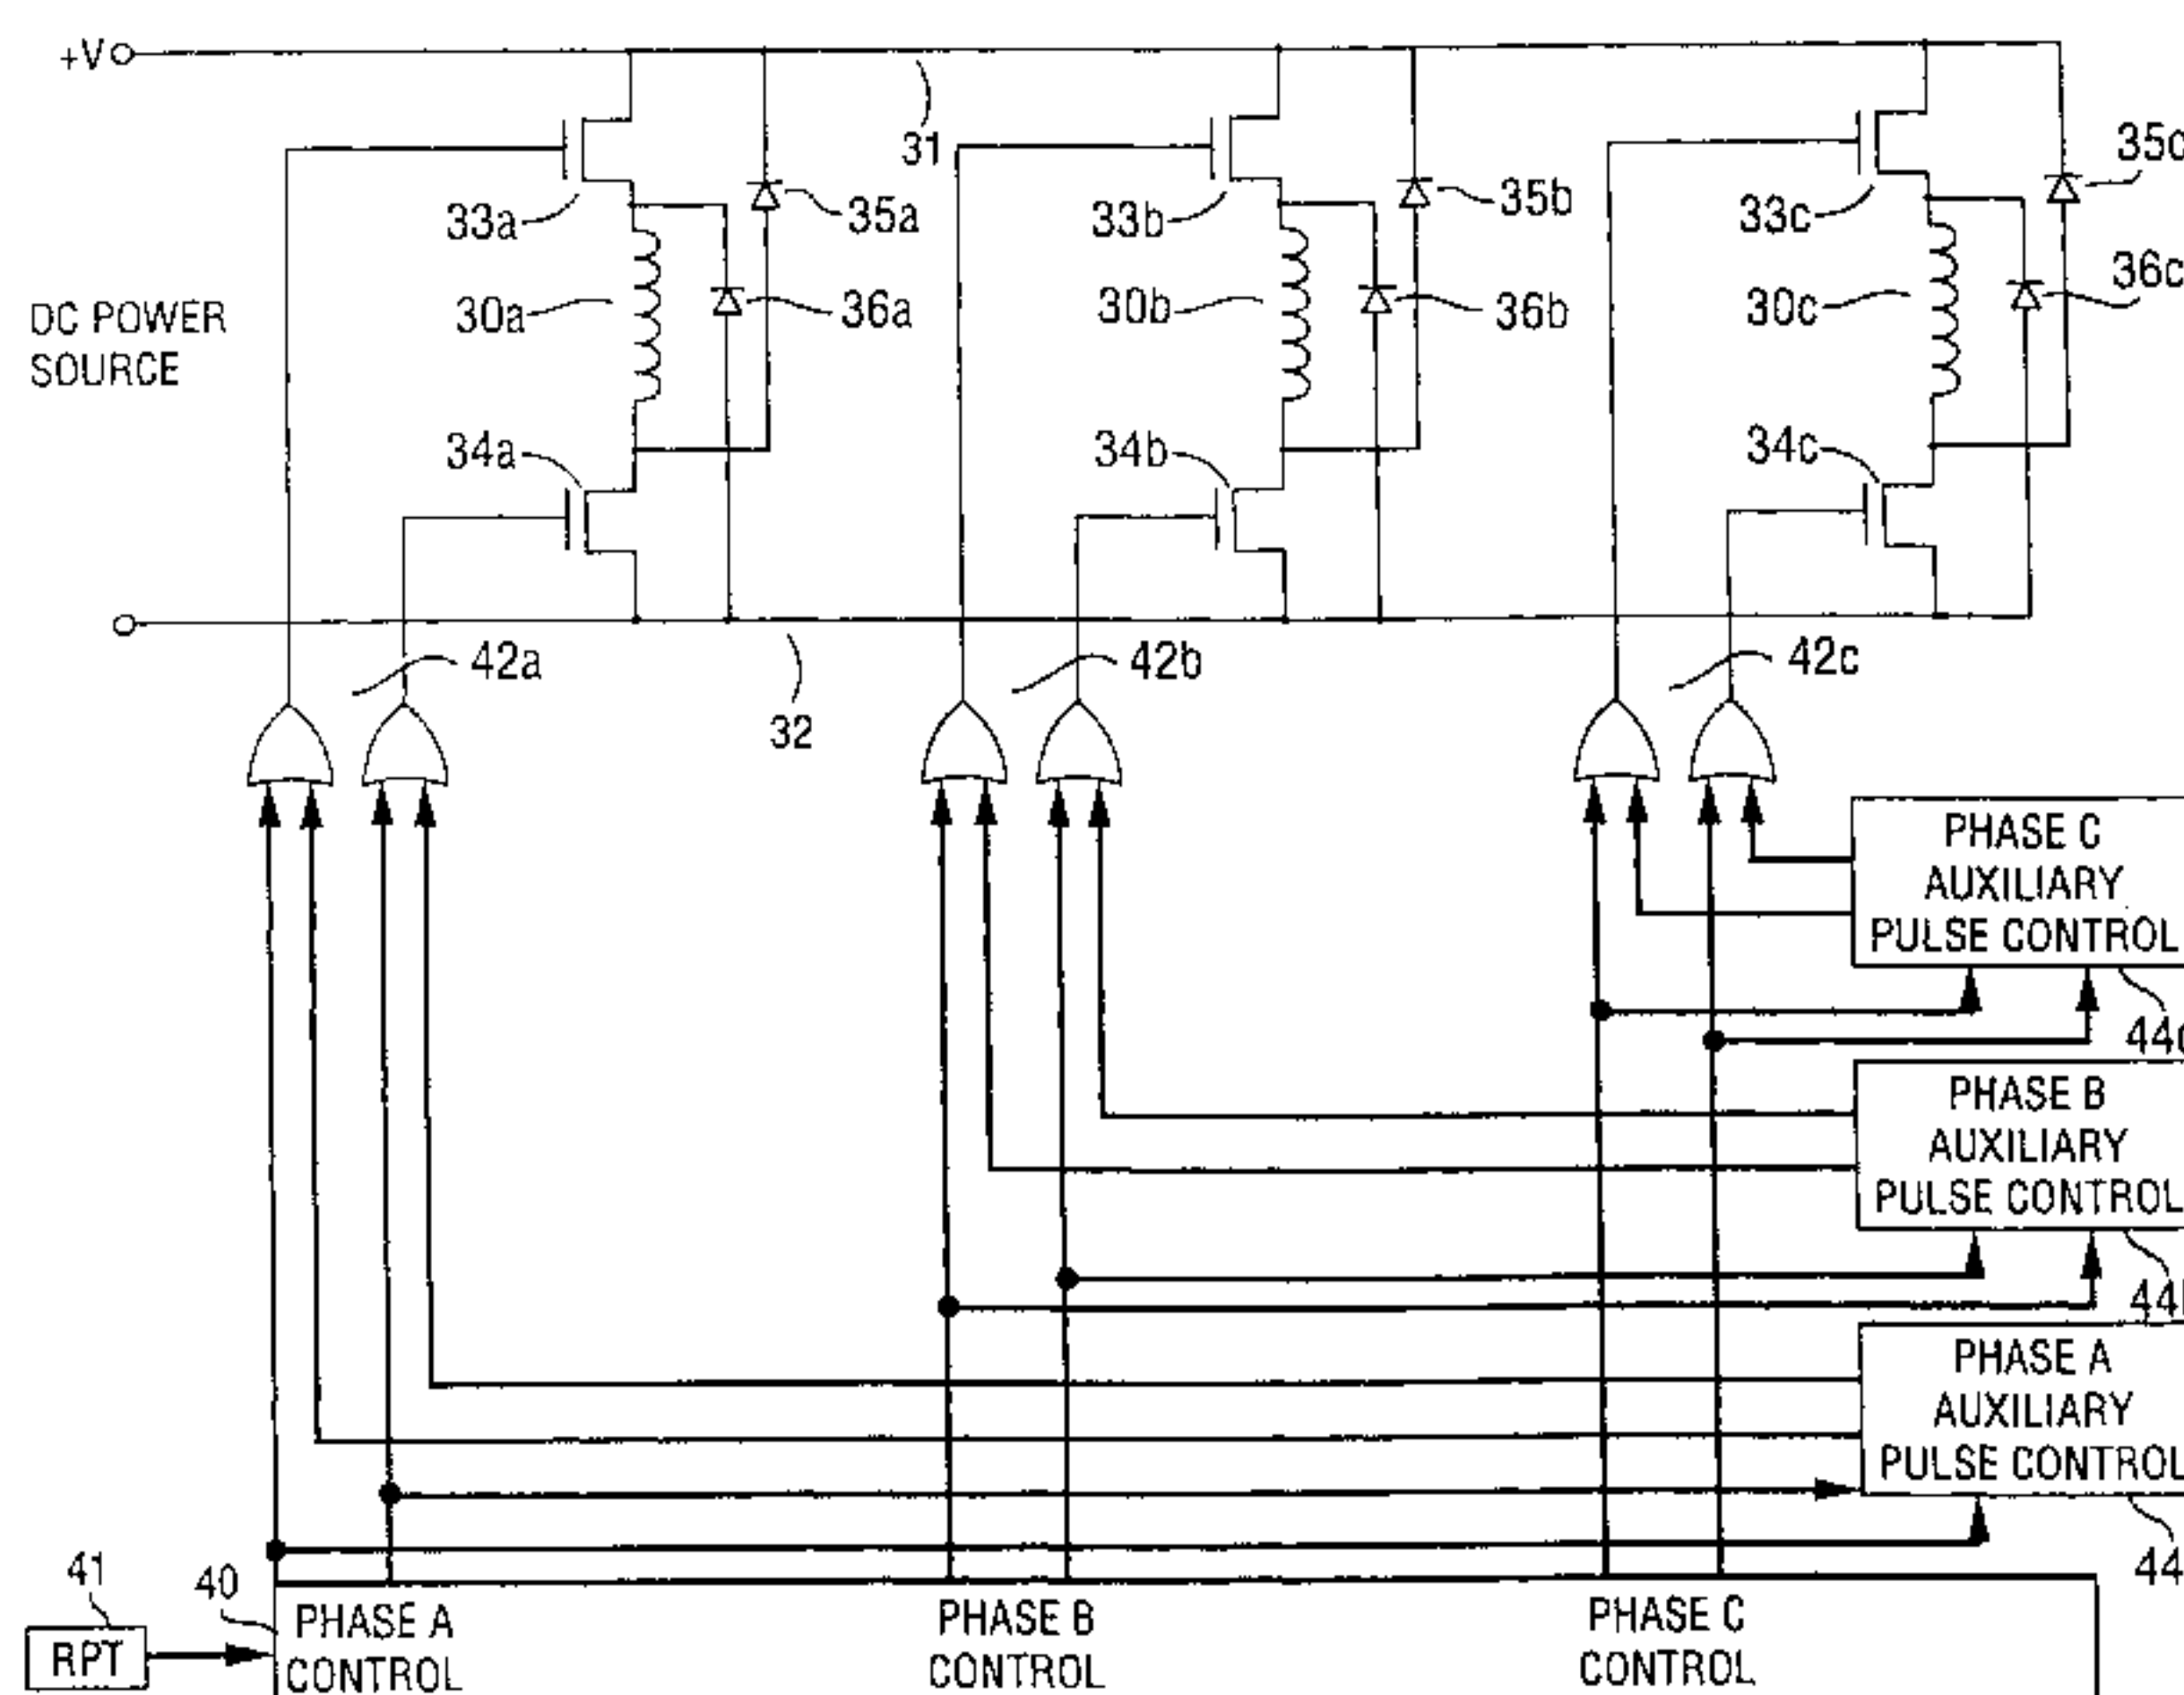 +V
31
33a
35a
33b
35b
33c
35c
DC POWER
SOURCE
30a
36a
30b
36b
30c
36c
34a
34b
34c
42a
42b
42c
32
PHASE C
AUXILIARY
PULSE CONTROL
PHASE B
AUXILIARY
PULSE CONTROL
PHASE A
AUXILIARY
PULSE CONTROL
44
41
40
RPT
PHASE A
CONTROL
PHASE B
CONTROL
PHASE C
CONTROL